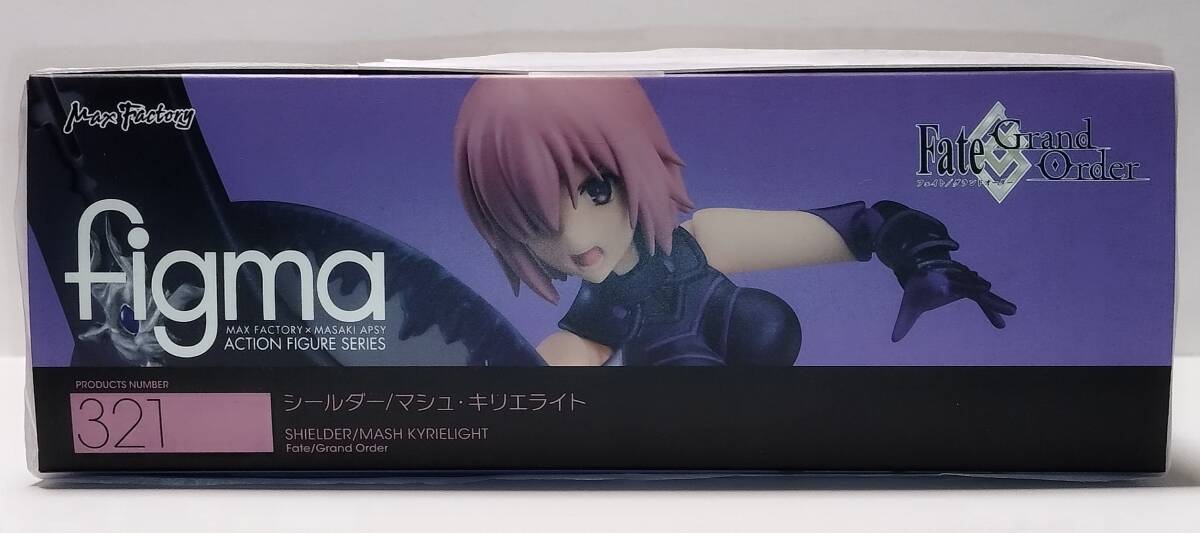 Max Factory
Fate Grand Order
フェイト/グランドオーダー
figma
MAX FACTORY × MASAKI APSY
ACTION FIGURE SERIES
PRODUCTS NUMBER
321
シールダー/マシュ・キリエライト
SHIELDER/MASH KYRIELIGHT
Fate/Grand Order